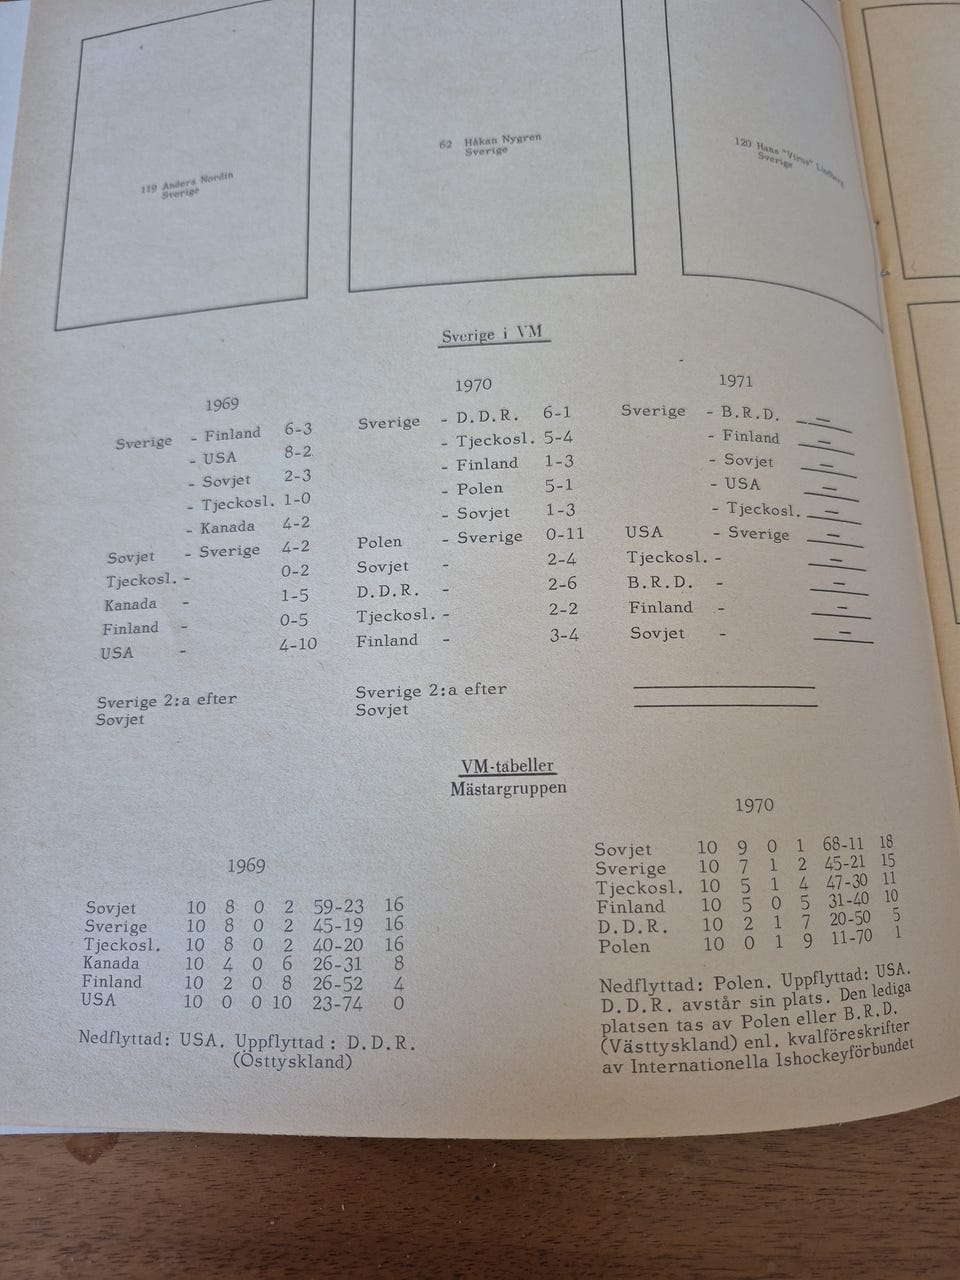 119 Anders Nordin
Sverige
62 Håkan Nygren
Sverige
120 Hans "Virus" Lindberg
Sverige
Sverige i VM
1969
Sverige - Finland 6-3
- USA 8-2
- Sovjet 2-3
- Tjeckosl. 1-0
- Kanada 4-2
Sovjet - Sverige 4-2
Tjeckosl. - 0-2
Kanada - 1-5
Finland - 0-5
USA - 4-10
Sverige 2:a efter
Sovjet
1970
Sverige - D.D.R. 6-1
- Tjeckosl. 5-4
- Finland 1-3
- Polen 5-1
- Sovjet 1-3
Polen - Sverige 0-11
Sovjet - 2-4
D.D.R. - 2-6
Tjeckosl. - 2-2
Finland - 3-4
Sverige 2:a efter
Sovjet
1971
Sverige - B.R.D. -
- Finland -
- Sovjet -
- USA -
- Tjeckosl. -
USA - Sverige -
Tjeckosl. - -
B.R.D. - -
Finland - -
Sovjet - -
VM-tabeller
Mästargruppen
1969
Sovjet 10 8 0 2 59-23 16
Sverige 10 8 0 2 45-19 16
Tjeckosl. 10 8 0 2 40-20 16
Kanada 10 4 0 6 26-31 8
Finland 10 2 0 8 26-52 4
USA 10 0 0 10 23-74 0
Nedflyttad: USA. Uppflyttad: D.D.R.
(Östtyskland)
1970
Sovjet 10 9 0 1 68-11 18
Sverige 10 7 1 2 45-21 15
Tjeckosl. 10 5 1 4 47-30 11
Finland 10 5 0 5 31-40 10
D.D.R. 10 2 1 7 20-50 5
Polen 10 0 1 9 11-70 1
Nedflyttad: Polen. Uppflyttad: USA.
D.D.R. avstår sin plats. Den lediga
platsen tas av Polen eller B.R.D.
(Västtyskland) enl. kvalföreskrifter
av Internationella Ishockeyförbundet